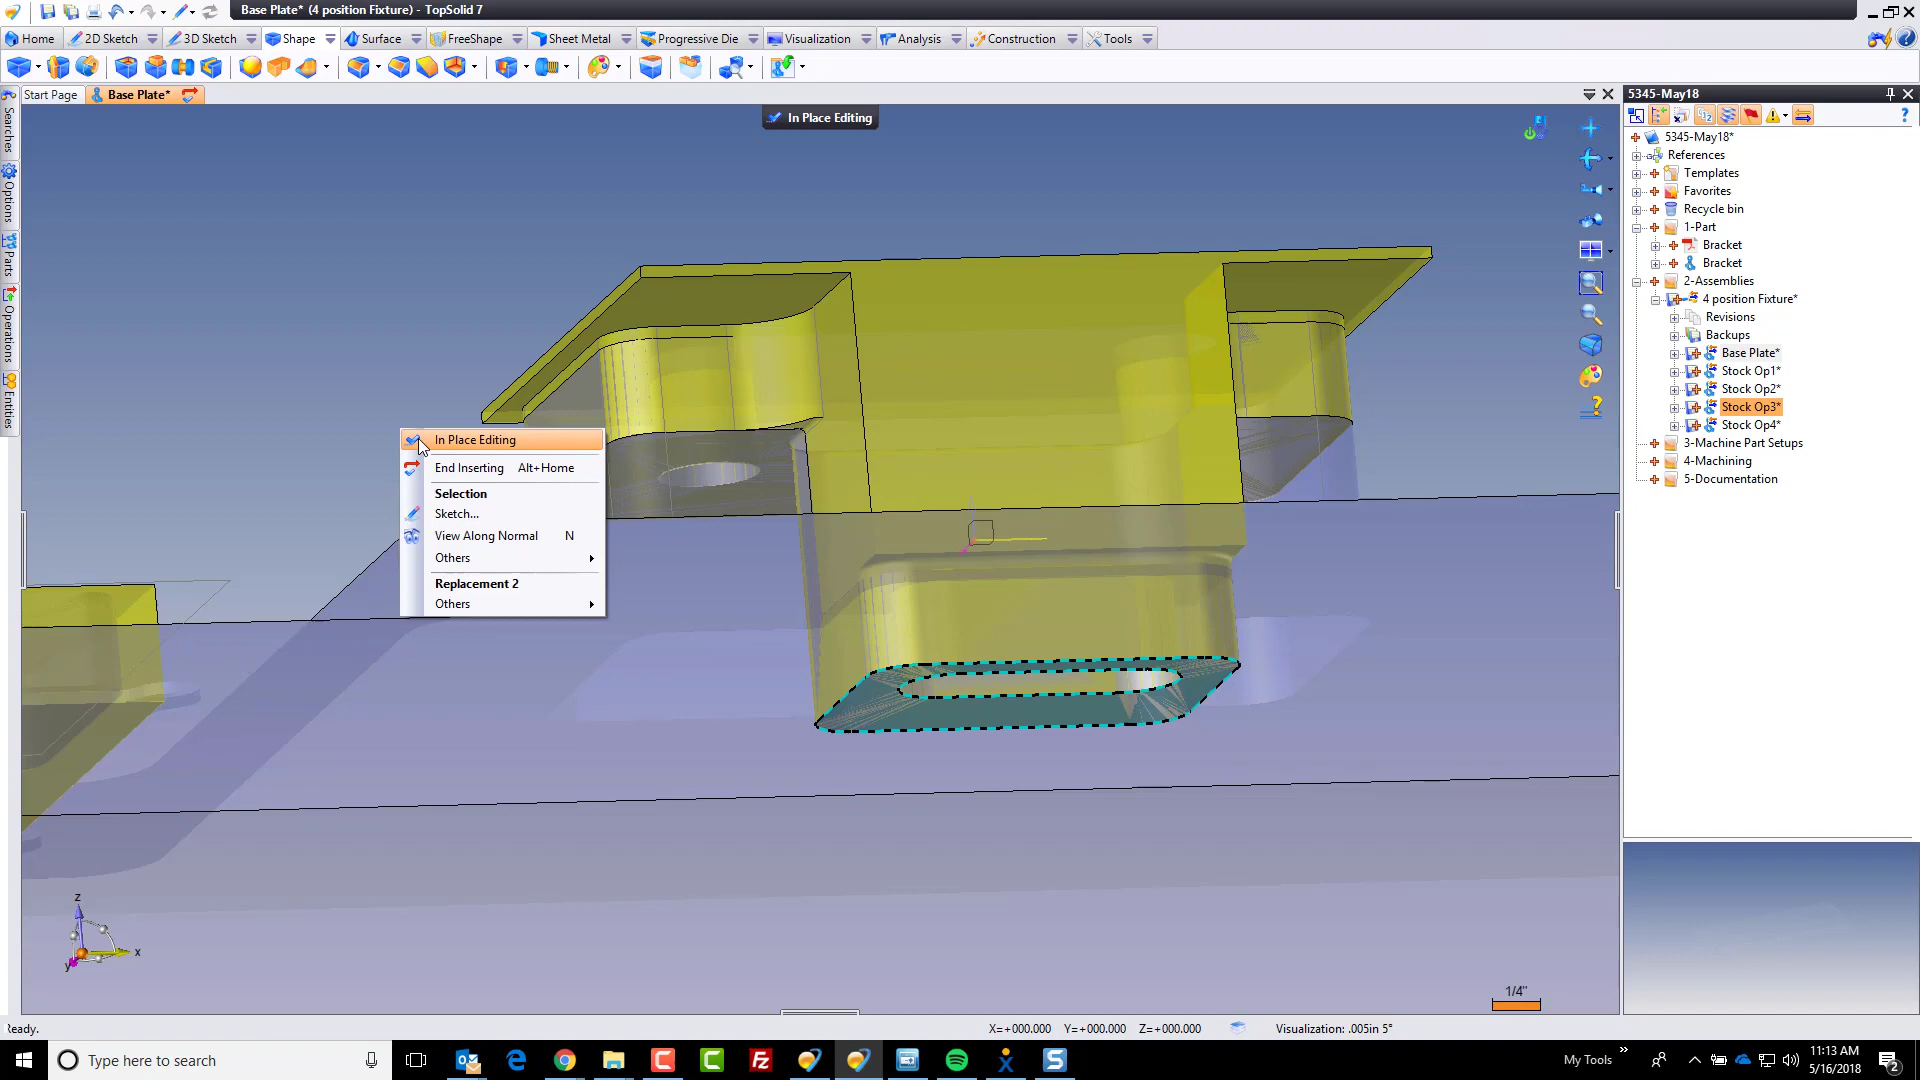 Base Plate* (4 position Fixture*) - TopSolid 7
Home 2D Sketch 3D Sketch Shape Surface FreeShape Sheet Metal Progressive Die Visualization Analysis Construction Tools
Start Page Base Plate*
In Place Editing
Searches
Options
Parts
Operations
Entities
In Place Editing
End Inserting Alt+Home
Selection
Sketch...
View Along Normal N
Others
Replacement 2
Others
z
x
y
1/4"
5345-May18
5345-May18*
References
Templates
Favorites
Recycle bin
1-Part
Bracket
Bracket
2-Assemblies
4 position Fixture*
Revisions
Backups
Base Plate*
Stock Op1*
Stock Op2*
Stock Op3*
Stock Op4*
3-Machine Part Setups
4-Machining
5-Documentation
Ready.
X=+000.000 Y=+000.000 Z=+000.000 Visualization: .005in 5°
Type here to search
My Tools
11:13 AM
5/16/2018
2